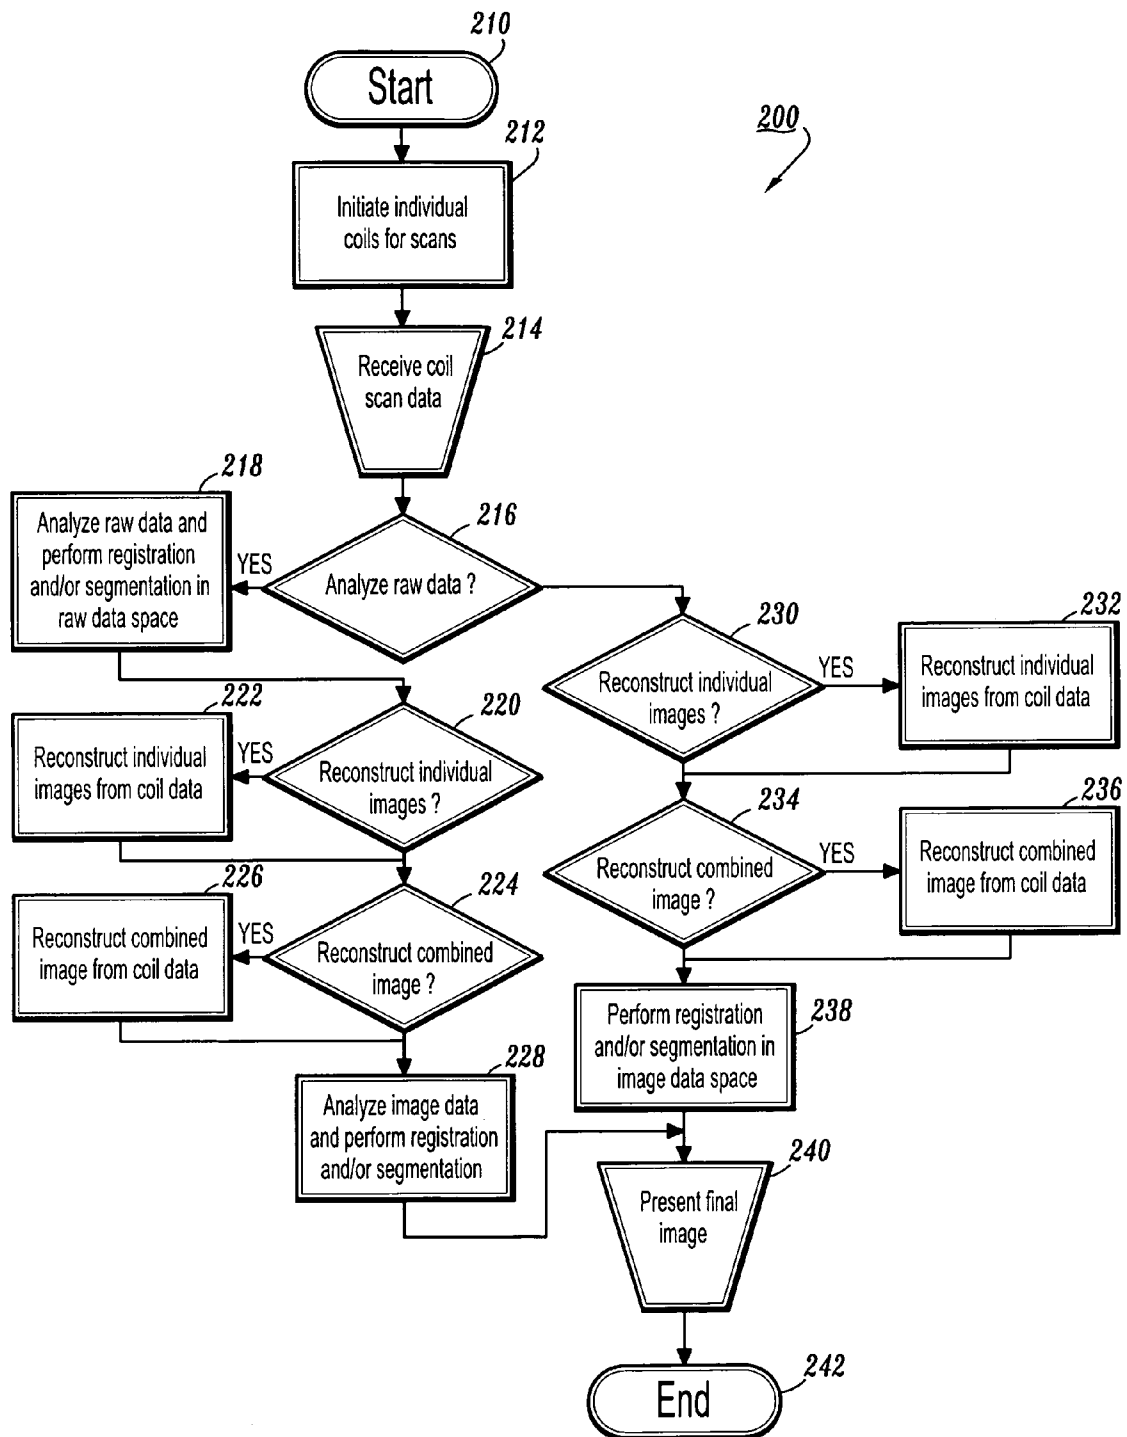 210
Start
200
212
Initiate individual
coils for scans
214
Receive coil
scan data
218
Analyze raw data and
perform registration
and/or segmentation in
raw data space
YES
216
Analyze raw data ?
230
Reconstruct individual
images ?
YES
232
Reconstruct individual
images from coil data
222
Reconstruct individual
images from coil data
YES
220
Reconstruct individual
images ?
234
Reconstruct combined
image ?
YES
236
Reconstruct combined
image from coil data
226
Reconstruct combined
image from coil data
YES
224
Reconstruct combined
image ?
238
Perform registration
and/or segmentation in
image data space
228
Analyze image data
and perform registration
and/or segmentation
240
Present final
image
242
End